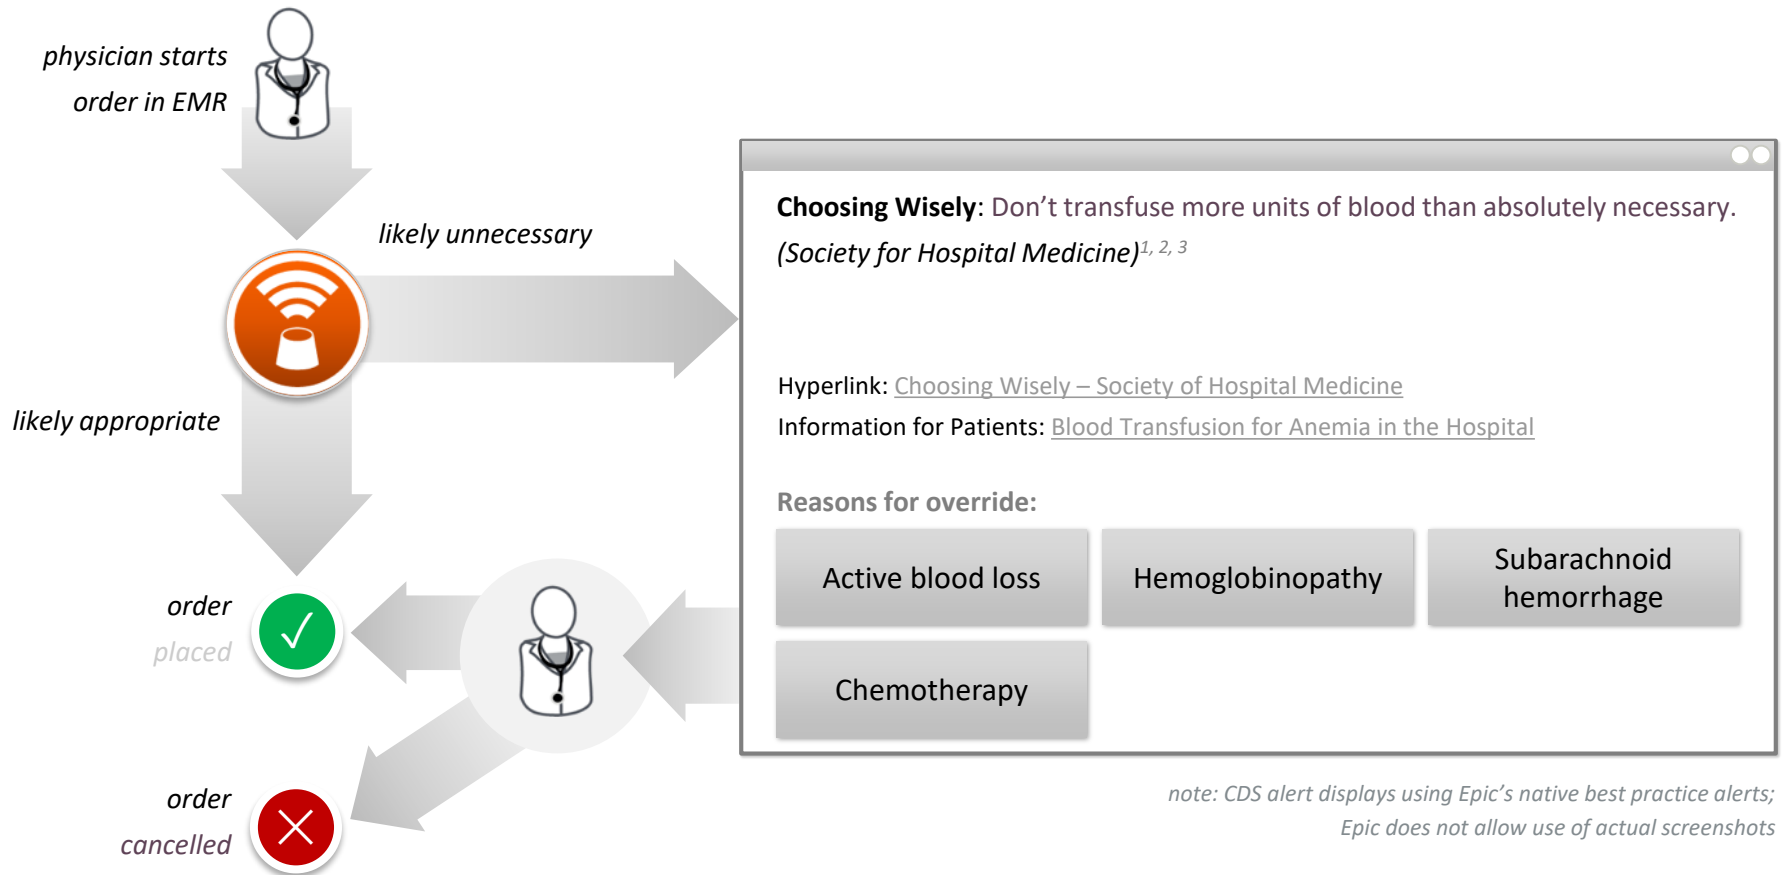 physician starts
order in EMR
likely unnecessary
likely appropriate
order
placed
order
cancelled
Choosing Wisely: Don’t transfuse more units of blood than absolutely necessary.
(Society for Hospital Medicine)1, 2, 3
Hyperlink: Choosing Wisely – Society of Hospital Medicine
Information for Patients: Blood Transfusion for Anemia in the Hospital
Reasons for override:
Active blood loss
Hemoglobinopathy
Subarachnoid
hemorrhage
Chemotherapy
note: CDS alert displays using Epic’s native best practice alerts;
Epic does not allow use of actual screenshots